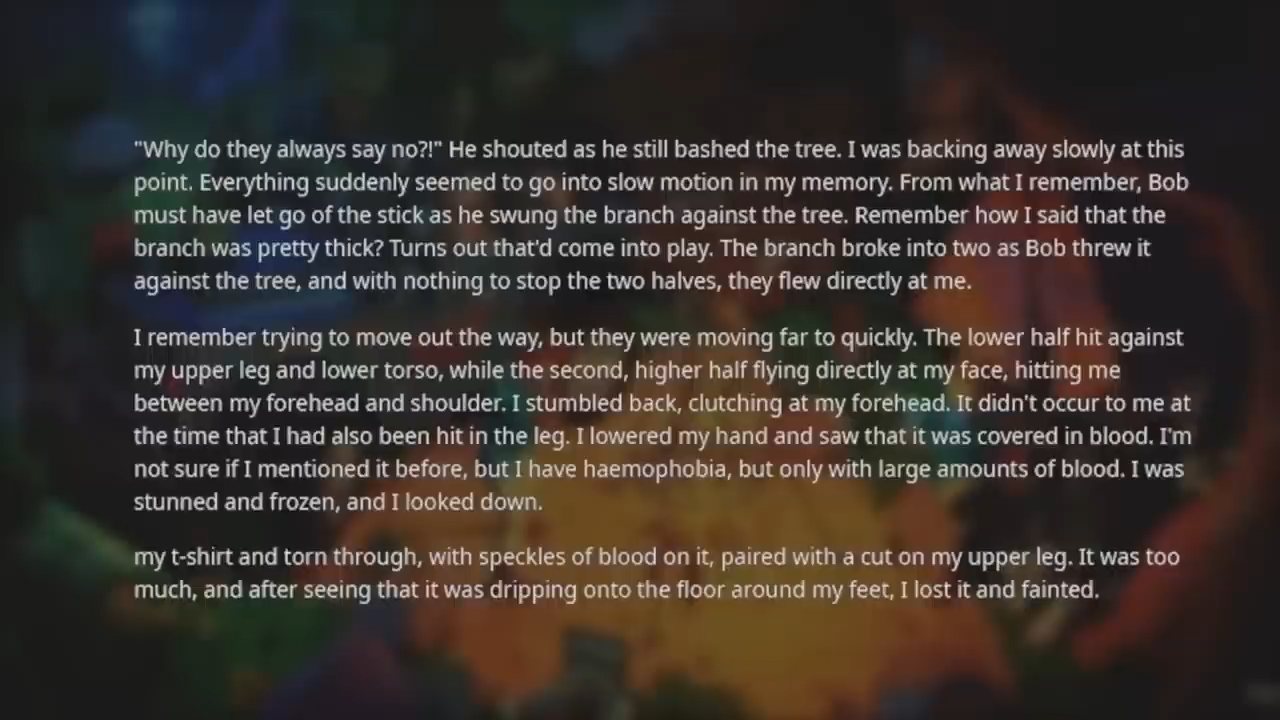 "Why do they always say no?!" He shouted as he still bashed the tree. I was backing away slowly at this
point. Everything suddenly seemed to go into slow motion in my memory. From what I remember, Bob
must have let go of the stick as he swung the branch against the tree. Remember how I said that the
branch was pretty thick? Turns out that'd come into play. The branch broke into two as Bob threw it
against the tree, and with nothing to stop the two halves, they flew directly at me.
I remember trying to move out the way, but they were moving far to quickly. The lower half hit against
my upper leg and lower torso, while the second, higher half flying directly at my face, hitting me
between my forehead and shoulder. I stumbled back, clutching at my forehead. It didn't occur to me at
the time that I had also been hit in the leg. I lowered my hand and saw that it was covered in blood. I'm
not sure if I mentioned it before, but I have haemophobia, but only with large amounts of blood. I was
stunned and frozen, and I looked down.
my t-shirt and torn through, with speckles of blood on it, paired with a cut on my upper leg. It was too
much, and after seeing that it was dripping onto the floor around my feet, I lost it and fainted.